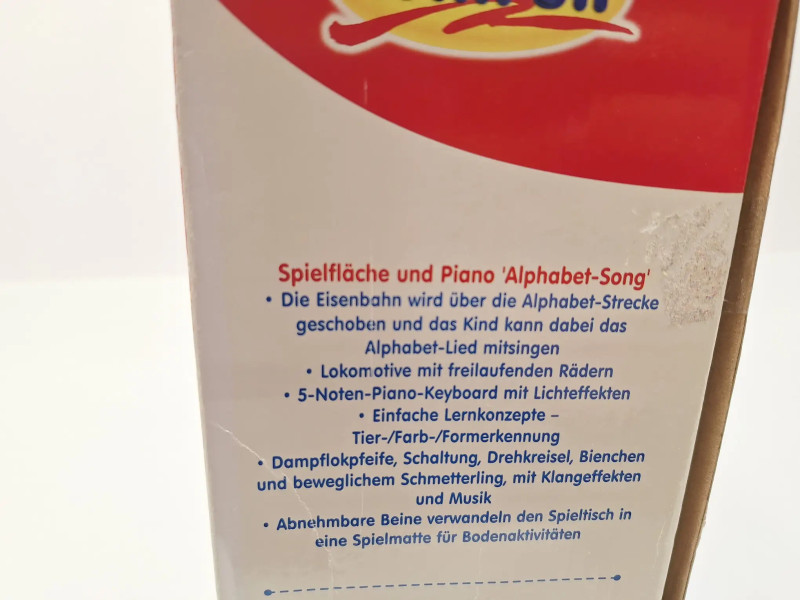 Spielfläche und Piano 'Alphabet-Song'
• Die Eisenbahn wird über die Alphabet-Strecke
geschoben und das Kind kann dabei das
Alphabet-Lied mitsingen
• Lokomotive mit freilaufenden Rädern
• 5-Noten-Piano-Keyboard mit Lichteffekten
• Einfache Lernkonzepte –
Tier-/Farb-/Formerkennung
• Dampflokpfeife, Schaltung, Drehkreisel, Bienchen
und beweglichem Schmetterling, mit Klangeffekten
und Musik
• Abnehmbare Beine verwandeln den Spieltisch in
eine Spielmatte für Bodenaktivitäten